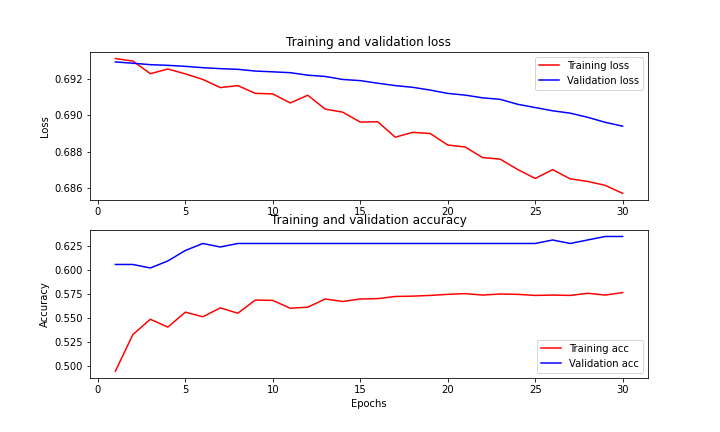 Training and validation loss
Training loss
Validation loss
Loss
0.692
0.690
0.688
0.686
0 5 10 15 20 25 30
Training and validation accuracy
0.625
0.600
0.575
0.550
0.525
0.500
Accuracy
Training acc
Validation acc
0 5 10 15 20 25 30
Epochs